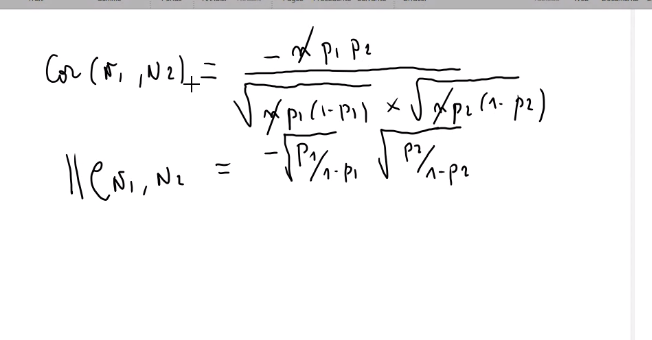 Cor(N1, N2) = -n p1 p2 / √(n p1(1-p1)) × √(n p2(1-p2))
|| ρN1, N2 = -√(p1/1-p1) √(p2/1-p2)